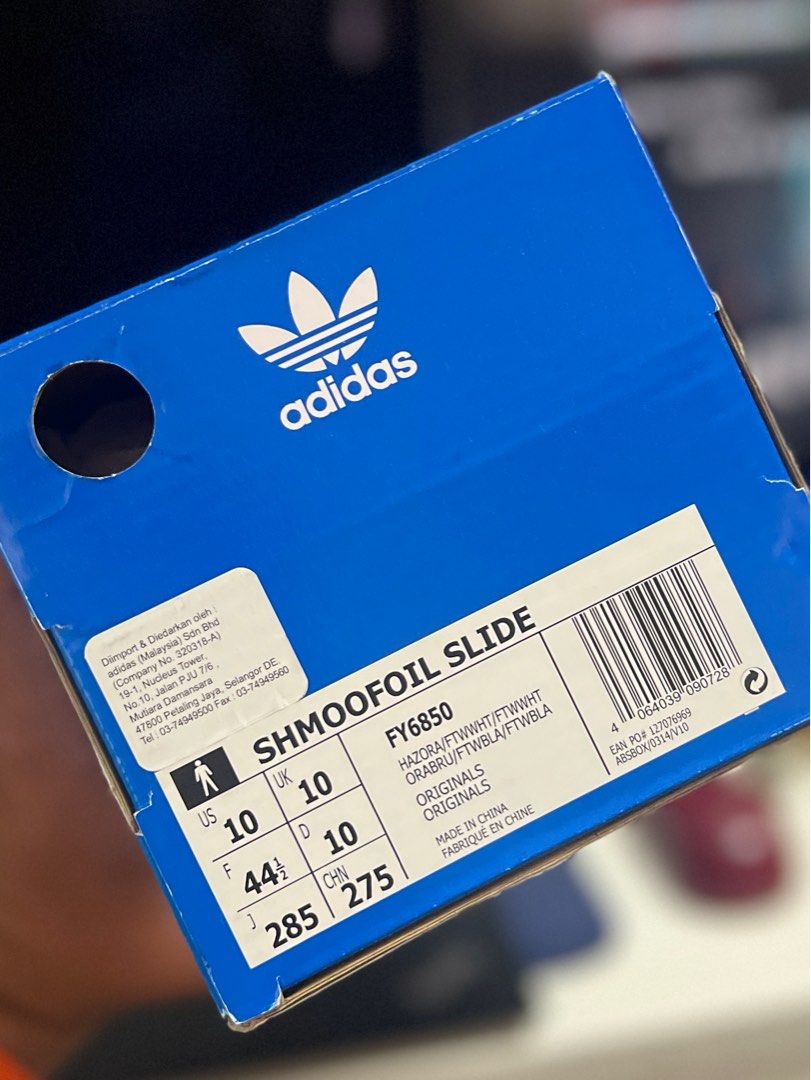 adidas
Diimport & Diedarkan oleh :
adidas (Malaysia) Sdn Bhd
(Company No. 320318-A)
19-1, Nucleus Tower,
No.10, Jalan PJU 7/6 ,
Mutiara Damansara
47800 Petaling Jaya, Selangor DE.
Tel : 03-74949500 Fax : 03-74949560
SHMOOFOIL SLIDE
US 10
UK 10
F 44½
D 10
J 285
CHN 275
FY6850
HAZORA/FTWWHT/FTWWHT
ORABRU/FTWBLA/FTWBLA
ORIGINALS
ORIGINALS
MADE IN CHINA
FABRIQUÉ EN CHINE
4 064039 090728
EAN PO# 127076969
ABSBOX/0314/V10